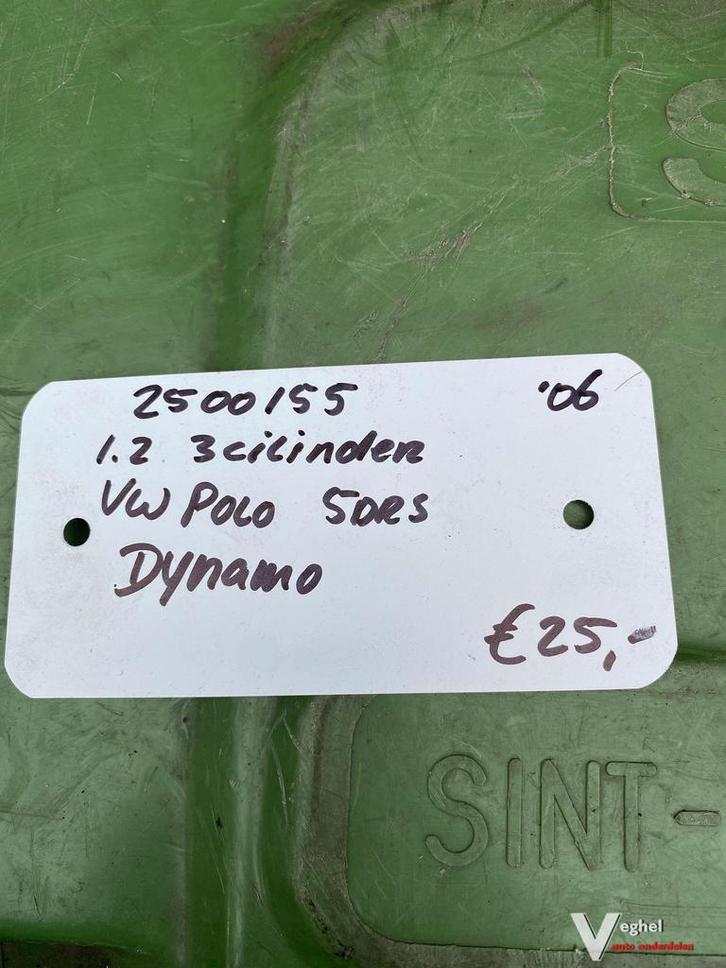 2500155 '06
1.2 3cilinder
VW POLO 5DRS
Dynamo
€25,-
S
SINT-
Veghel
auto onderdelen